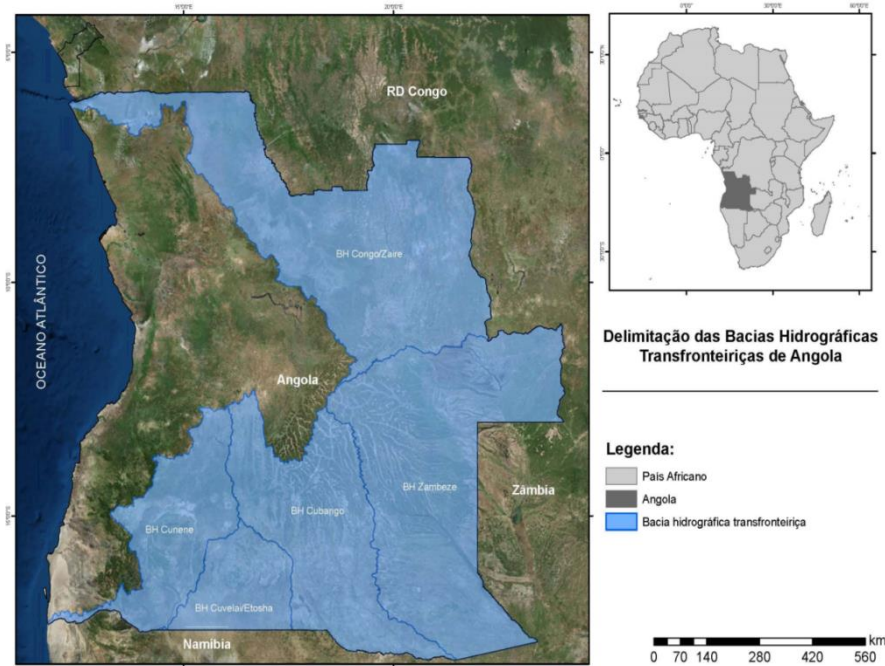 RD Congo
BH Congo/Zaire
OCEANO ATLÂNTICO
Angola
BH Zambeze
BH Cubango
BH Cunene
Zâmbia
BH Cuvelai/Etosha
Namibia
Delimitação das Bacias Hidrográficas
Transfronteiriças de Angola
Legenda:
País Africano
Angola
Bacia hidrográfica transfronteiriça
km
0 70 140 280 420 560